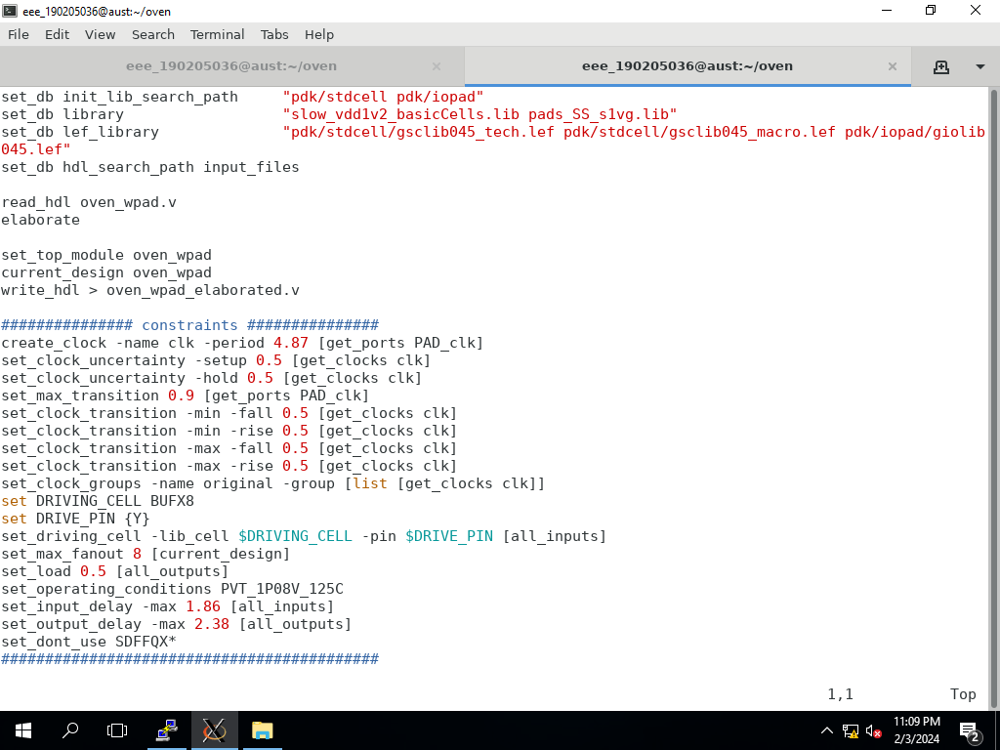 eee_190205036@aust:~/oven
File Edit View Search Terminal Tabs Help
eee_190205036@aust:~/oven × eee_190205036@aust:~/oven ×
set_db init_lib_search_path     "pdk/stdcell pdk/iopad"
set_db library                  "slow_vdd1v2_basicCells.lib pads_SS_s1vg.lib"
set_db lef_library              "pdk/stdcell/gsclib045_tech.lef pdk/stdcell/gsclib045_macro.lef pdk/iopad/giolib
045.lef"
set_db hdl_search_path input_files
read_hdl oven_wpad.v
elaborate
set_top_module oven_wpad
current_design oven_wpad
write_hdl > oven_wpad_elaborated.v
############### constraints ###############
create_clock -name clk -period 4.87 [get_ports PAD_clk]
set_clock_uncertainty -setup 0.5 [get_clocks clk]
set_clock_uncertainty -hold 0.5 [get_clocks clk]
set_max_transition 0.9 [get_ports PAD_clk]
set_clock_transition -min -fall 0.5 [get_clocks clk]
set_clock_transition -min -rise 0.5 [get_clocks clk]
set_clock_transition -max -fall 0.5 [get_clocks clk]
set_clock_transition -max -rise 0.5 [get_clocks clk]
set_clock_groups -name original -group [list [get_clocks clk]]
set DRIVING_CELL BUFX8
set DRIVE_PIN {Y}
set_driving_cell -lib_cell $DRIVING_CELL -pin $DRIVE_PIN [all_inputs]
set_max_fanout 8 [current_design]
set_load 0.5 [all_outputs]
set_operating_conditions PVT_1P08V_125C
set_input_delay -max 1.86 [all_inputs]
set_output_delay -max 2.38 [all_outputs]
set_dont_use SDFFQX*
###########################################
1,1 Top
11:09 PM
2/3/2024
2